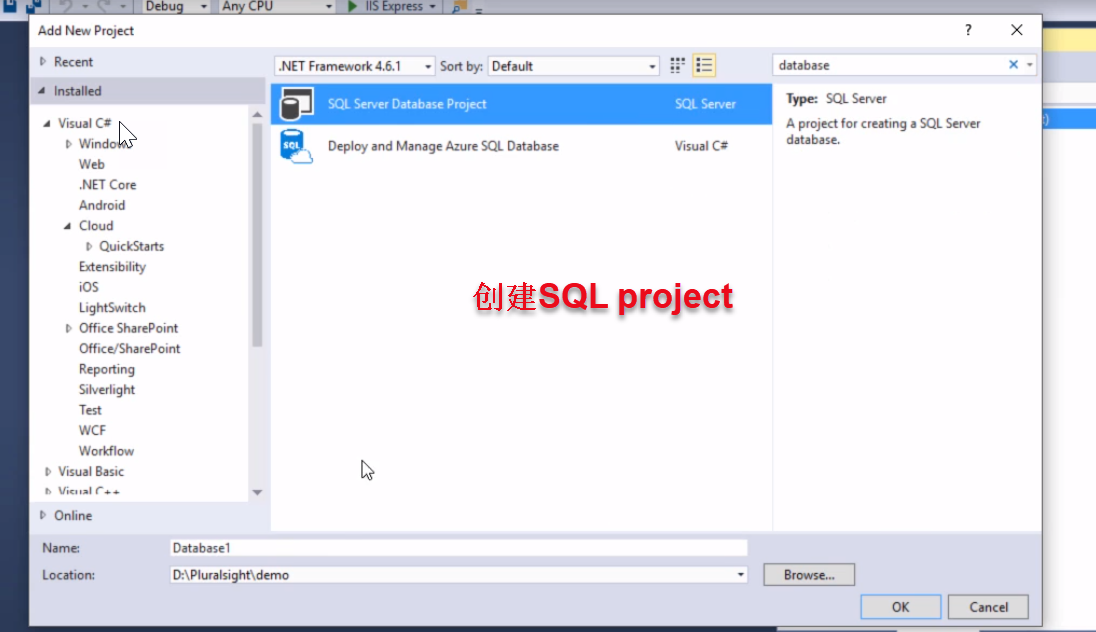 Debug Any CPU IIS Express
Add New Project
?
Recent
.NET Framework 4.6.1 Sort by: Default
database
Installed
Visual C#
Windows
Web
.NET Core
Android
Cloud
QuickStarts
Extensibility
iOS
LightSwitch
Office SharePoint
Office/SharePoint
Reporting
Silverlight
Test
WCF
Workflow
Visual Basic
Visual C++
Online
SQL Server Database Project SQL Server
SQL
Deploy and Manage Azure SQL Database Visual C#
Type: SQL Server
A project for creating a SQL Server
database.
创建SQL project
Name: Database1
Location: D:\Pluralsight\demo
Browse...
OK Cancel